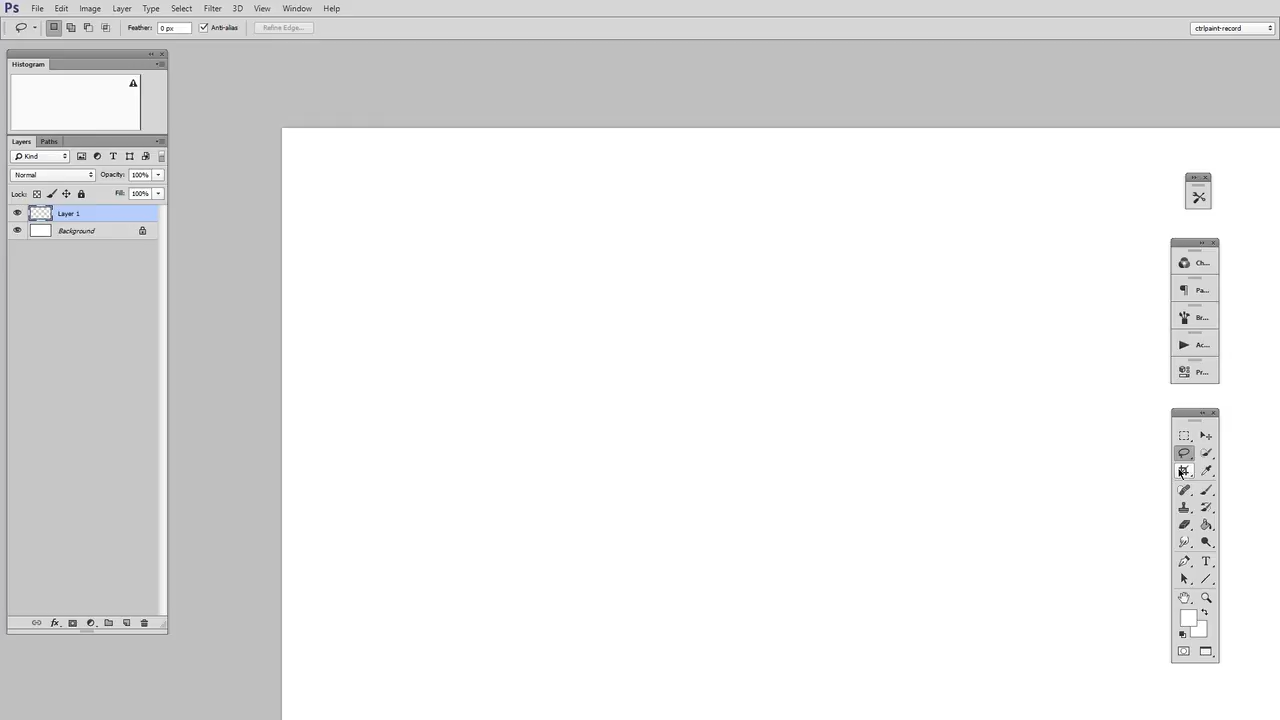 Ps File Edit Image Layer Type Select Filter 3D View Window Help
Feather: 0 px Anti-alias Refine Edge... ctrlpaint-record
Histogram
Layers Paths
Kind
Normal Opacity: 100%
Lock: Fill: 100%
Layer 1
Background
fx
Ch...
Pa...
Br...
Ac...
Pr...
T